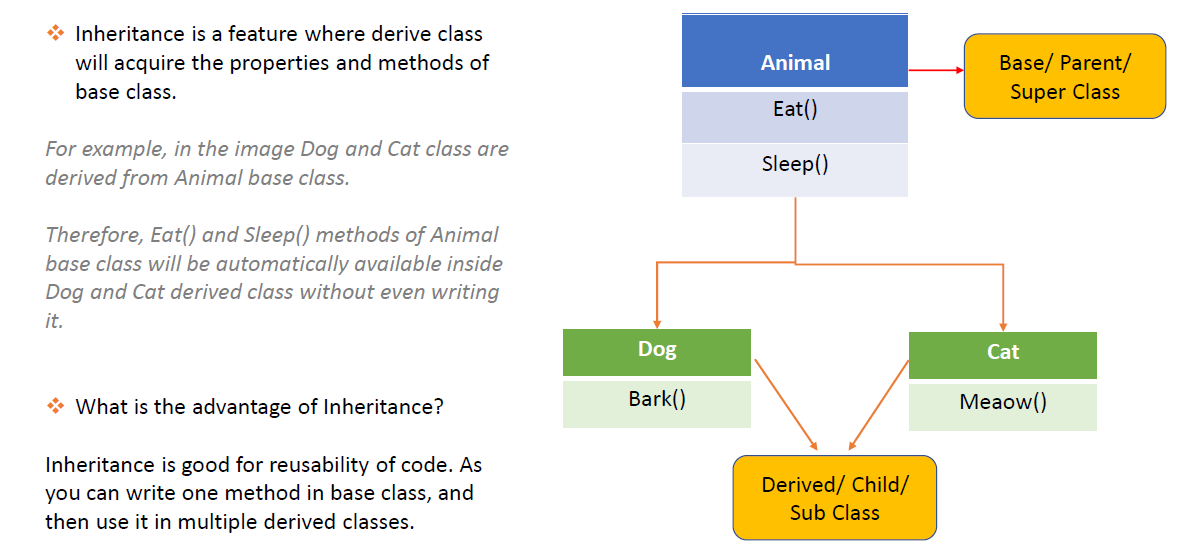 ❖ Inheritance is a feature where derive class
will acquire the properties and methods of
base class.
For example, in the image Dog and Cat class are
derived from Animal base class.
Therefore, Eat() and Sleep() methods of Animal
base class will be automatically available inside
Dog and Cat derived class without even writing
it.
❖ What is the advantage of Inheritance?
Inheritance is good for reusability of code. As
you can write one method in base class, and
then use it in multiple derived classes.
Animal
Eat()
Sleep()
Base/ Parent/
Super Class
Dog
Bark()
Cat
Meaow()
Derived/ Child/
Sub Class